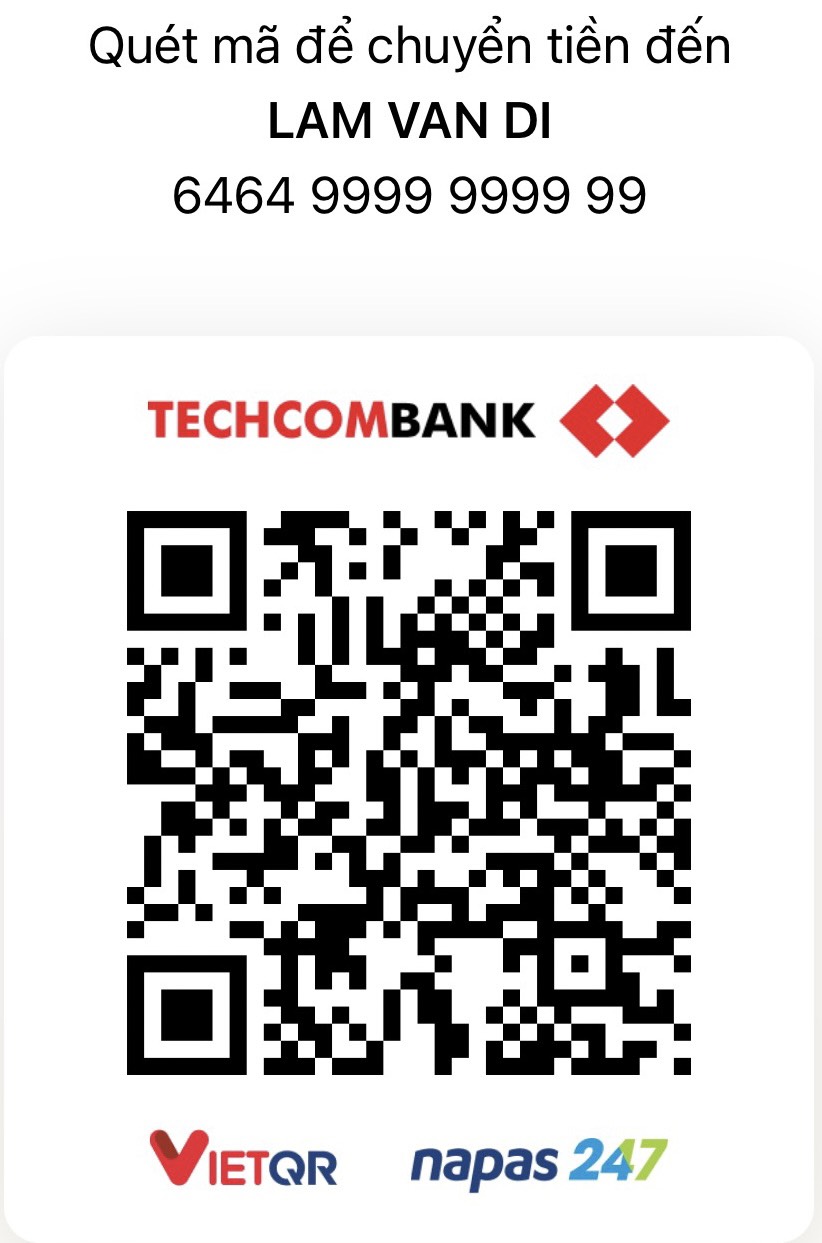 Quét mã để chuyển tiền đến
LAM VAN DI
6464 9999 9999 99
TECHCOMBANK
VIETQR
napas 247